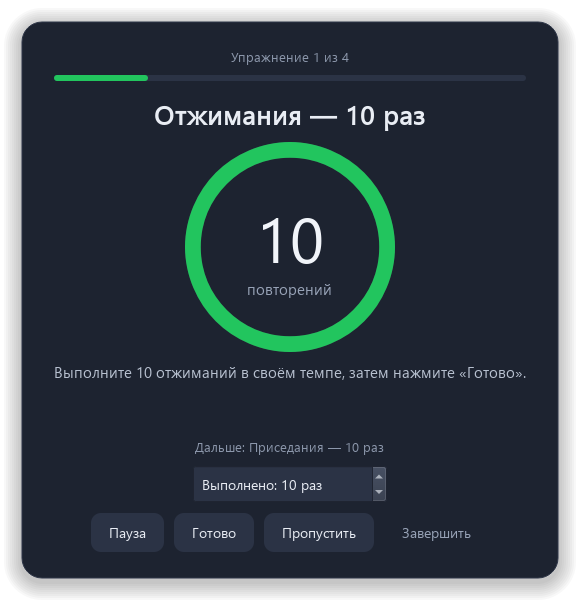 Упражнение 1 из 4
Отжимания — 10 раз
10
повторений
Выполните 10 отжиманий в своём темпе, затем нажмите «Готово».
Дальше: Приседания — 10 раз
Выполнено: 10 раз
Пауза Готово Пропустить Завершить